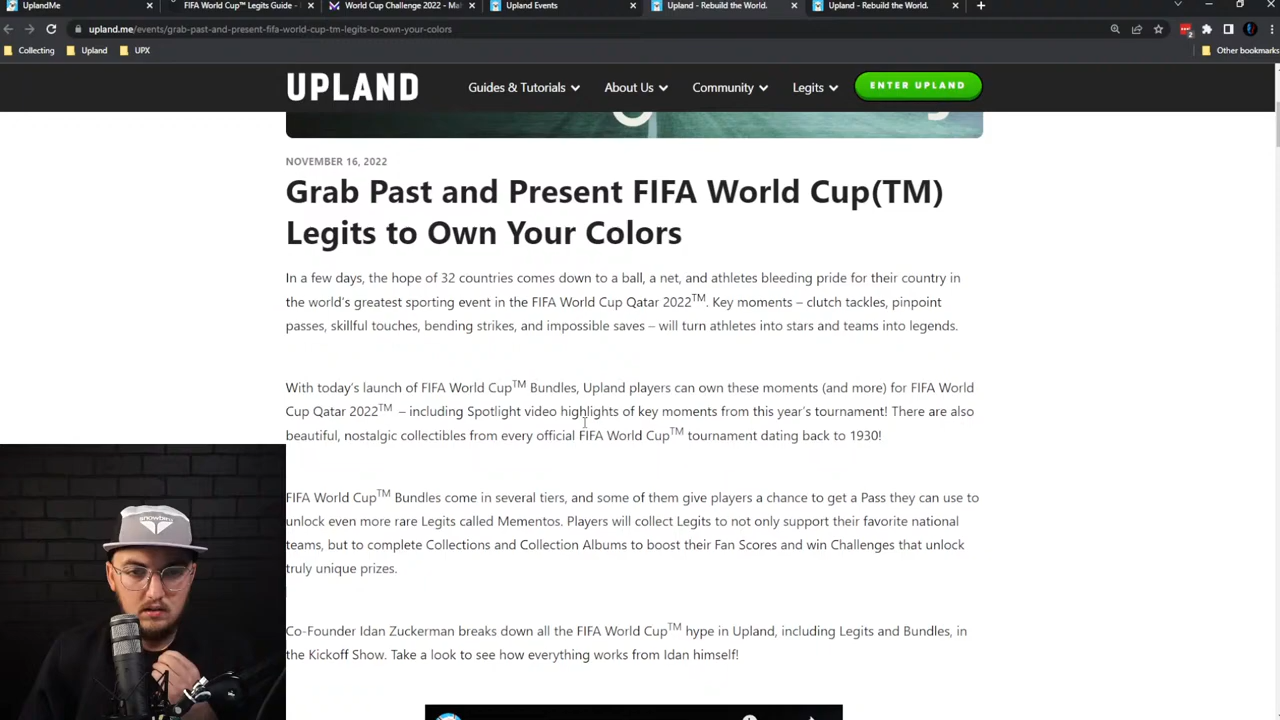 UplandMe
FIFA World Cup™ Legits Guide -
World Cup Challenge 2022 - Ma
Upland Events
Upland - Rebuild the World.
Upland - Rebuild the World.
upland.me/events/grab-past-and-present-fifa-world-cup-tm-legits-to-own-your-colors
Collecting
Upland
UPX
Other bookmarks
UPLAND
Guides & Tutorials
About Us
Community
Legits
ENTER UPLAND
NOVEMBER 16, 2022
Grab Past and Present FIFA World Cup(TM)
Legits to Own Your Colors
In a few days, the hope of 32 countries comes down to a ball, a net, and athletes bleeding pride for their country in
the world's greatest sporting event in the FIFA World Cup Qatar 2022TM. Key moments – clutch tackles, pinpoint
passes, skillful touches, bending strikes, and impossible saves – will turn athletes into stars and teams into legends.
With today's launch of FIFA World CupTM Bundles, Upland players can own these moments (and more) for FIFA World
Cup Qatar 2022TM – including Spotlight video highlights of key moments from this year's tournament! There are also
beautiful, nostalgic collectibles from every official FIFA World CupTM tournament dating back to 1930!
FIFA World CupTM Bundles come in several tiers, and some of them give players a chance to get a Pass they can use to
unlock even more rare Legits called Mementos. Players will collect Legits to not only support their favorite national
teams, but to complete Collections and Collection Albums to boost their Fan Scores and win Challenges that unlock
truly unique prizes.
Co-Founder Idan Zuckerman breaks down all the FIFA World CupTM hype in Upland, including Legits and Bundles, in
the Kickoff Show. Take a look to see how everything works from Idan himself!